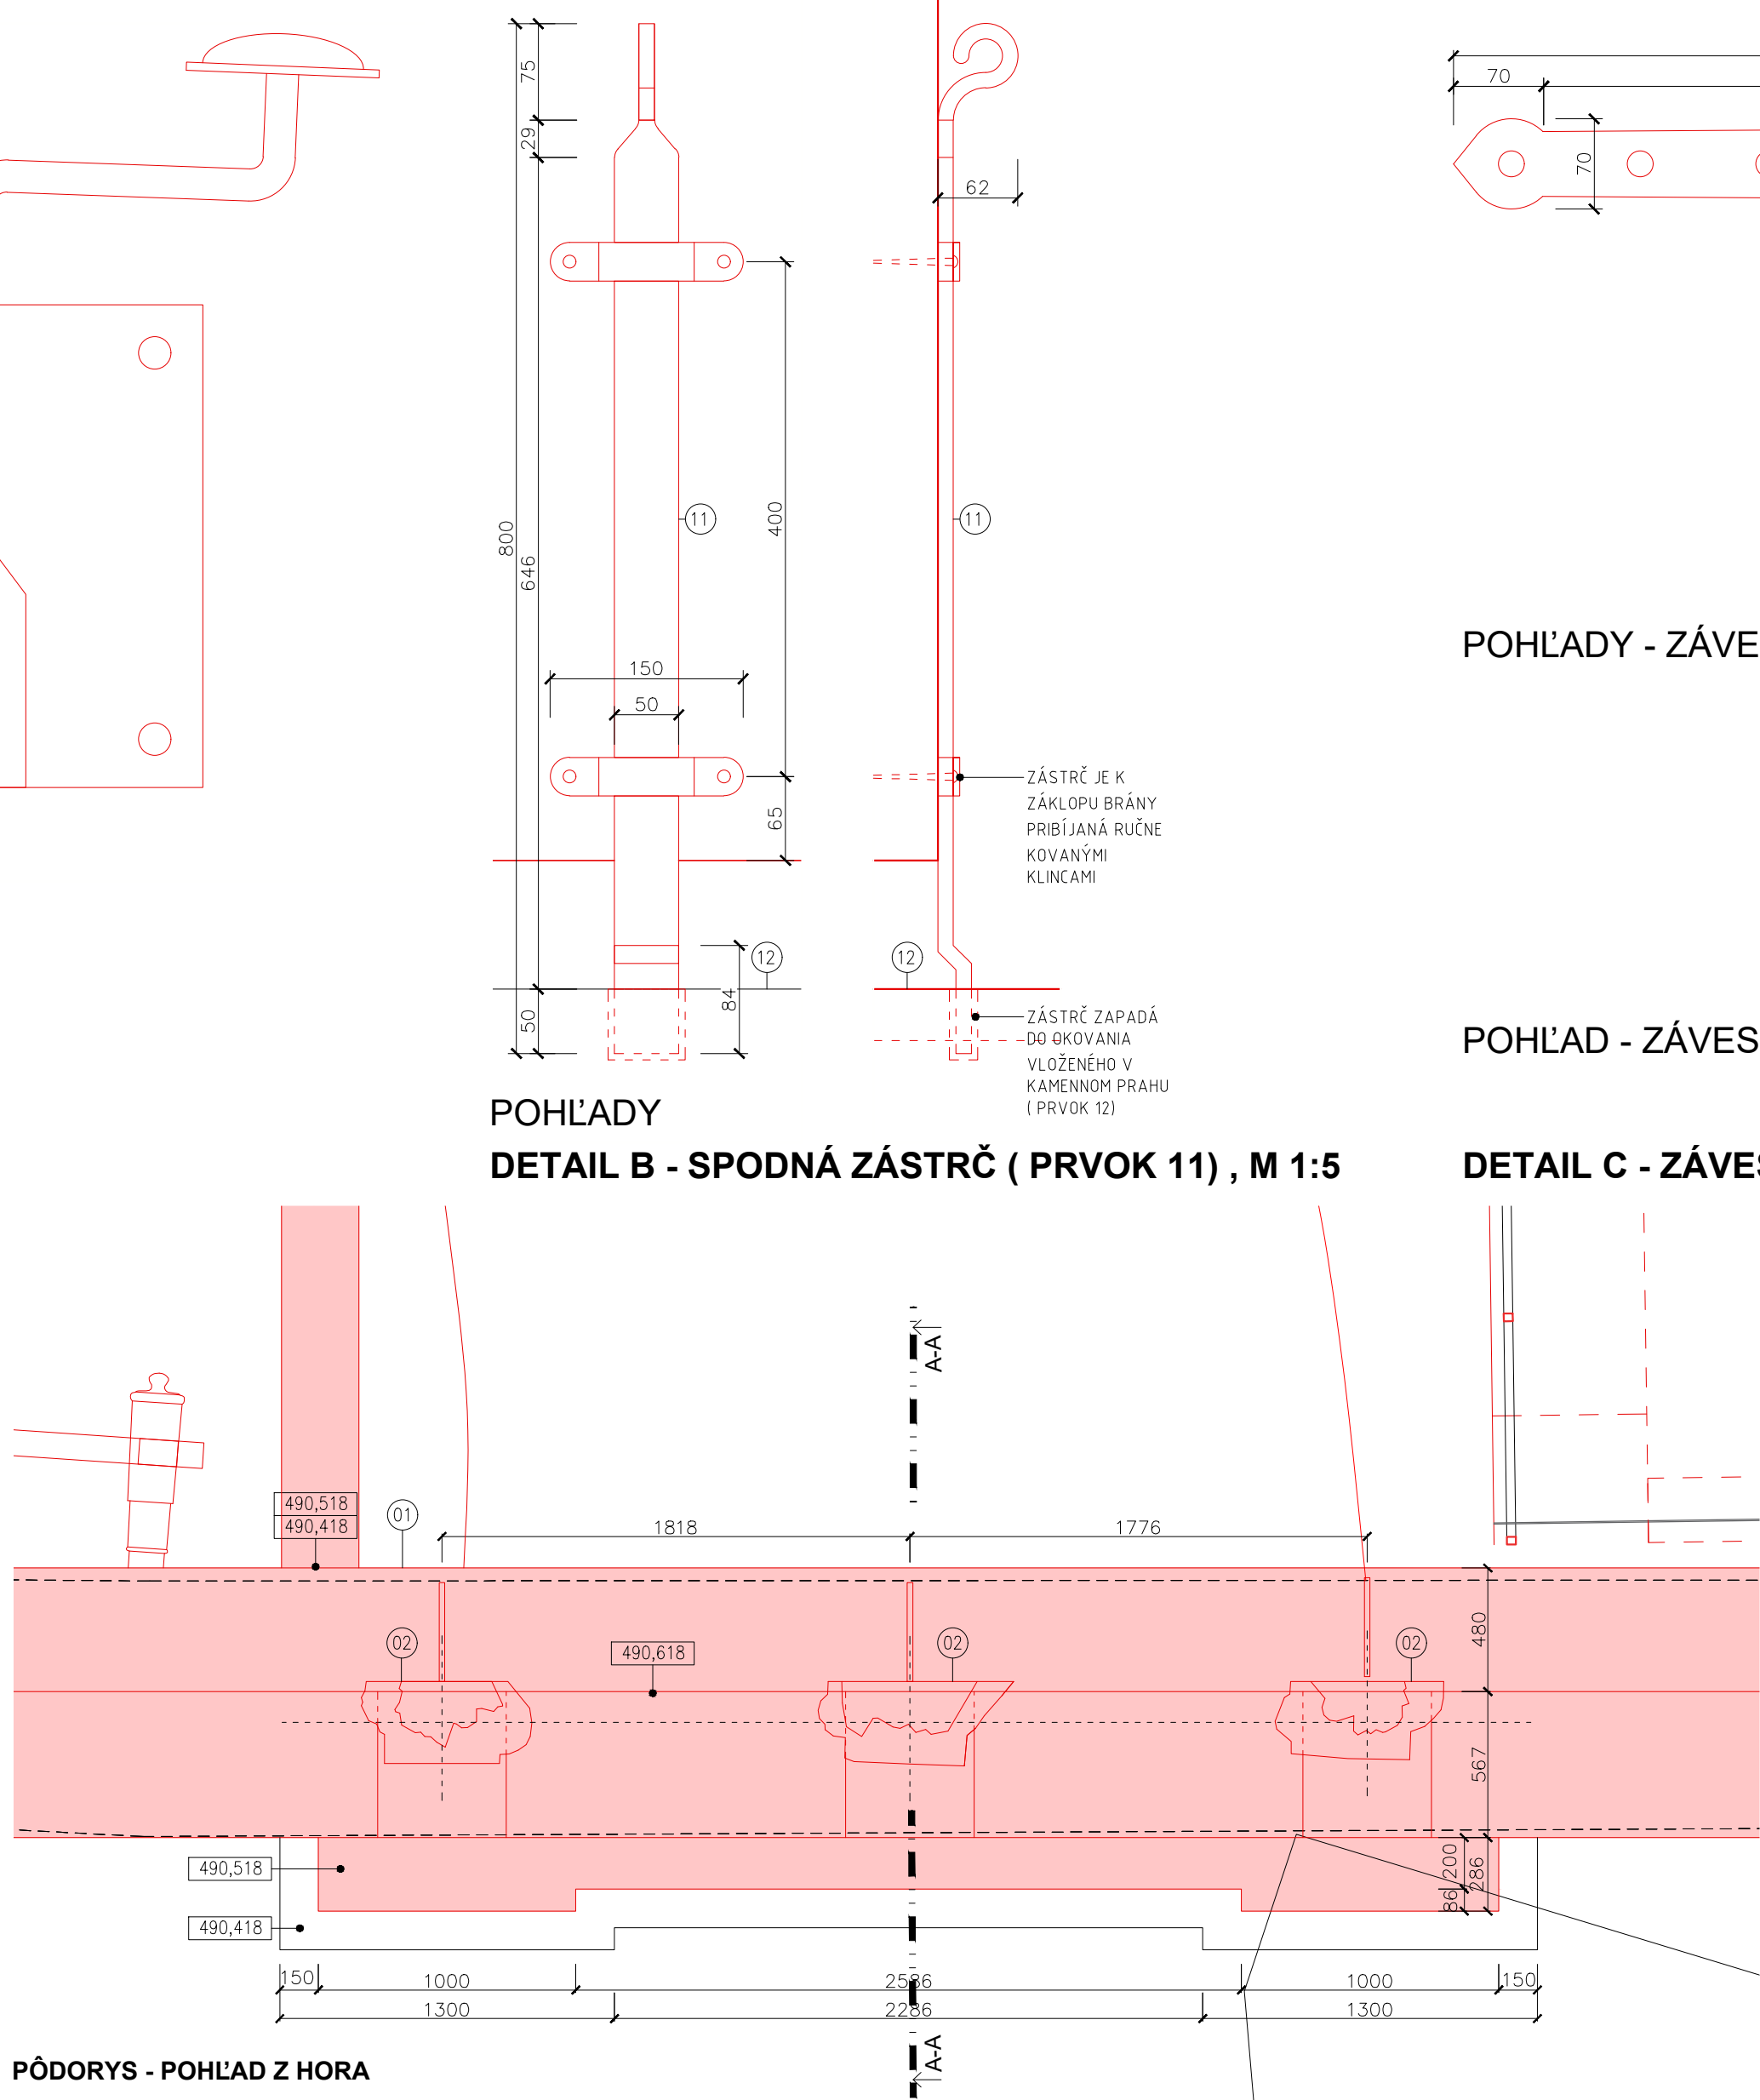 75
29
800
646
50
62
11
11
400
150
50
65
12
12
84
ZÁSTRČ JE K
ZÁKLOPU BRÁNY
PRIBÍJANÁ RUČNE
KOVANÝMI
KLINCAMI
ZÁSTRČ ZAPADÁ
DO OKOVANIA
VLOŽENÉHO V
KAMENNOM PRAHU
( PRVOK 12)
POHĽADY
DETAIL B - SPODNÁ ZÁSTRČ ( PRVOK 11) , M 1:5
70
70
POHĽADY - ZÁVE
POHĽAD - ZÁVES
DETAIL C - ZÁVES
A-A
490,518
490,418
01
1818
1776
02
490,618
02
02
480
567
200
286
86
490,518
490,418
150
1000
2586
1000
150
1300
2286
1300
A-A
PÔDORYS - POHĽAD Z HORA